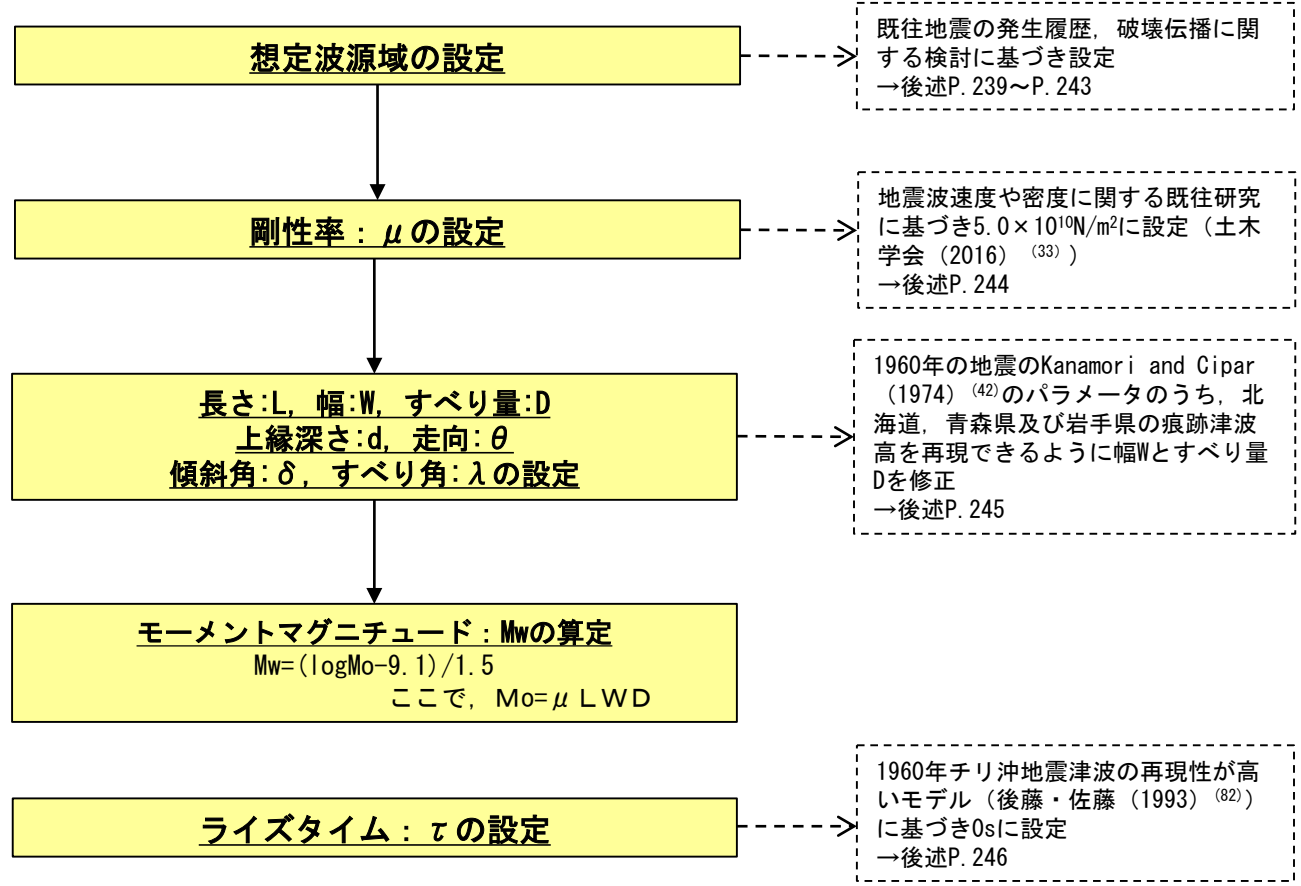 想定波源域の設定
既往地震の発生履歴，破壊伝播に関
する検討に基づき設定
→後述P.239～P.243
剛性率：μの設定
地震波速度や密度に関する既往研究
に基づき5.0×10¹⁰N/m²に設定（土木
学会（2016）⁽³³⁾）
→後述P.244
長さ:L，幅:W，すべり量:D
上縁深さ:d，走向:θ
傾斜角:δ，すべり角:λの設定
1960年の地震のKanamori and Cipar
（1974）⁽⁴²⁾のパラメータのうち，北
海道，青森県及び岩手県の痕跡津波
高を再現できるように幅Wとすべり量
Dを修正
→後述P.245
モーメントマグニチュード：Mwの算定
Mw=(logMo-9.1)/1.5
ここで，Mo=μＬＷＤ
ライズタイム：τの設定
1960年チリ沖地震津波の再現性が高
いモデル（後藤・佐藤（1993）⁽⁸²⁾）
に基づき0sに設定
→後述P.246